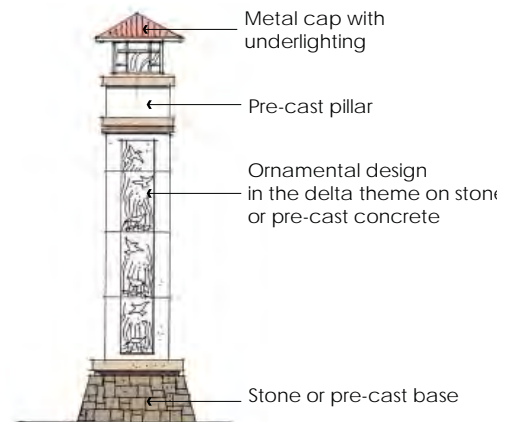 Metal cap with
underlighting
Pre-cast pillar
Ornamental design
in the delta theme on stone
or pre-cast concrete
Stone or pre-cast base